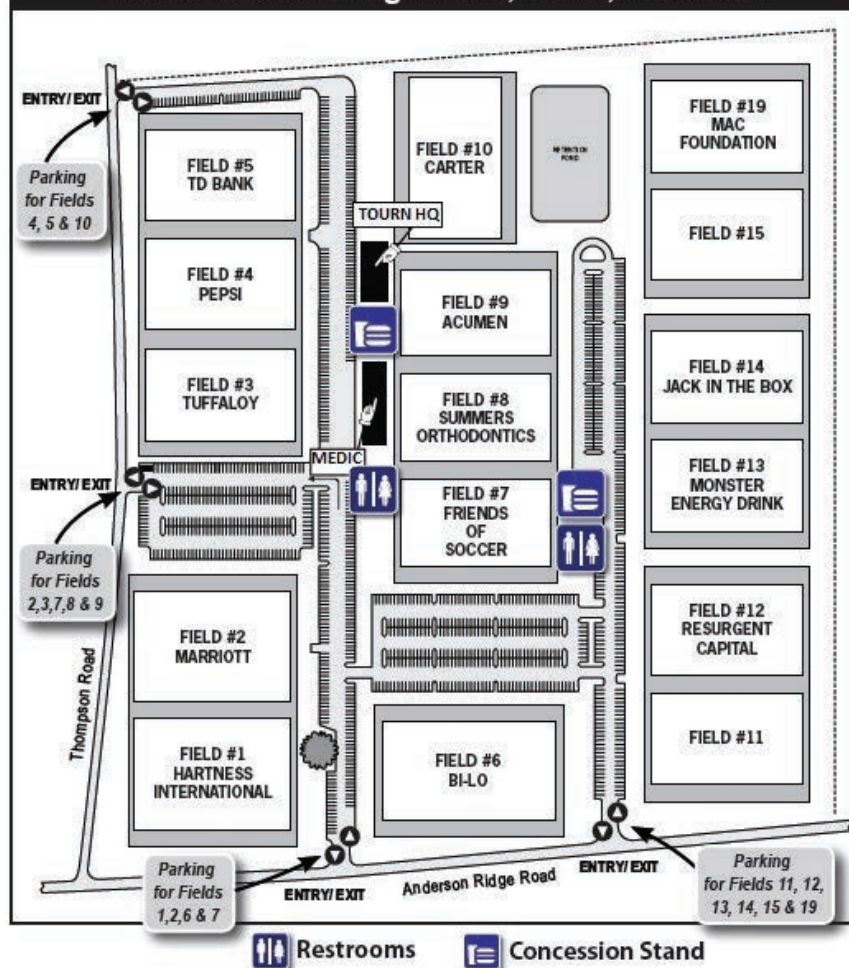 ENTRY/EXIT
Parking
for Fields
4, 5 & 10
FIELD #5
TD BANK
FIELD #4
PEPSI
FIELD #3
TUFFALOY
FIELD #10
CARTER
TOURN HQ
RETENTION
POND
FIELD #19
MAC
FOUNDATION
FIELD #15
FIELD #9
ACUMEN
FIELD #8
SUMMERS
ORTHODONTICS
FIELD #7
FRIENDS
OF
SOCCER
MEDIC
FIELD #14
JACK IN THE BOX
FIELD #13
MONSTER
ENERGY DRINK
ENTRY/EXIT
Parking
for Fields
2,3,7,8 & 9
Thompson Road
FIELD #2
MARRIOTT
FIELD #1
HARTNESS
INTERNATIONAL
FIELD #6
BI-LO
FIELD #12
RESURGENT
CAPITAL
FIELD #11
Parking
for Fields
1,2,6 & 7
ENTRY/EXIT
Anderson Ridge Road
ENTRY/EXIT
Parking
for Fields 11, 12,
13, 14, 15 & 19
Restrooms
Concession Stand